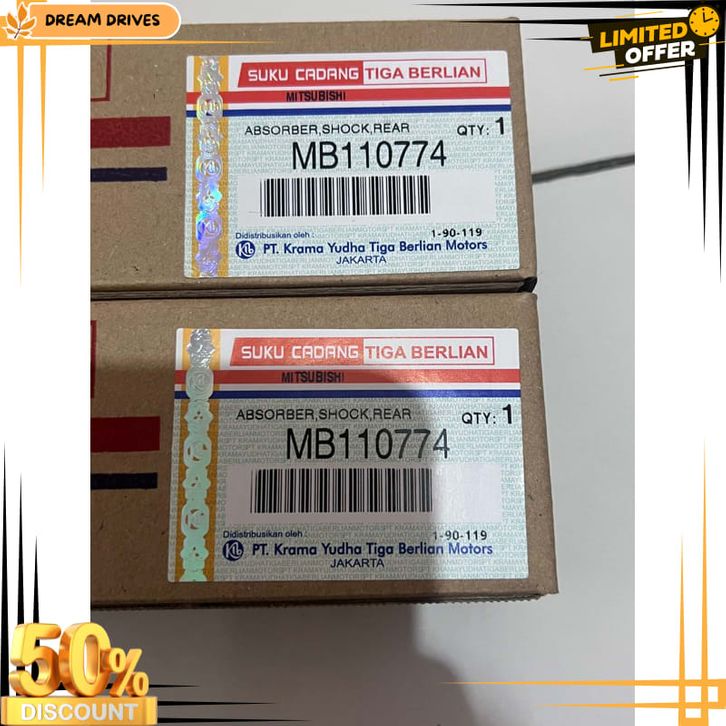 DREAM DRIVES
LIMITED
OFFER
SUKU CADANG TIGA BERLIAN
MITSUBISHI
ABSORBER,SHOCK,REAR QTY: 1
MB110774
Didistribusikan oleh : 1-90-119
KTB PT. Krama Yudha Tiga Berlian Motors
JAKARTA
SUKU CADANG TIGA BERLIAN
MITSUBISHI
ABSORBER,SHOCK,REAR QTY: 1
MB110774
Didistribusikan oleh : 1-90-119
KTB PT. Krama Yudha Tiga Berlian Motors
JAKARTA
50%
DISCOUNT